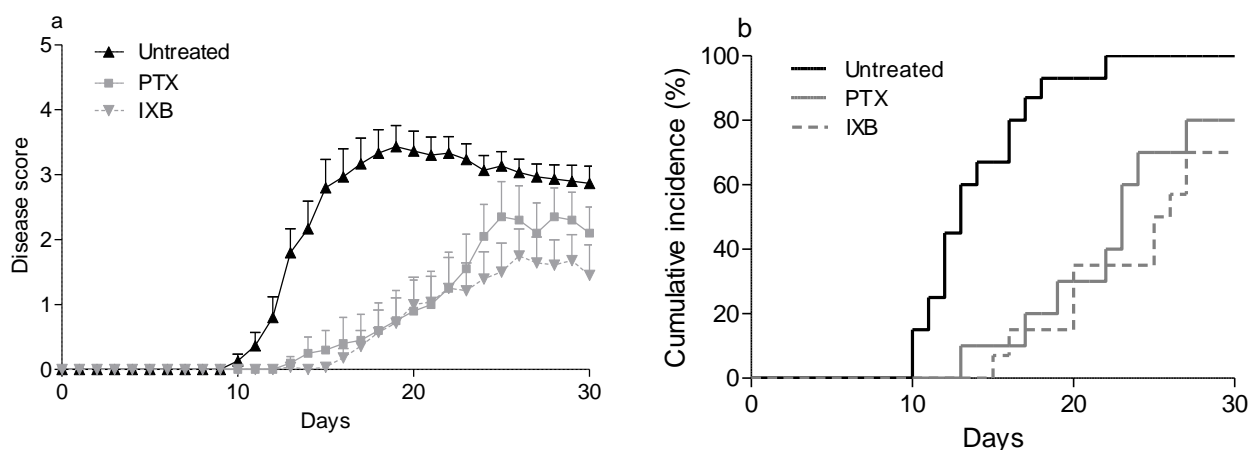 a
5
4
3
2
1
0
Disease score
Untreated
PTX
IXB
0 10 20 30
Days
b
100
80
60
40
20
0
Cumulative incidence (%)
Untreated
PTX
IXB
0 10 20 30
Days